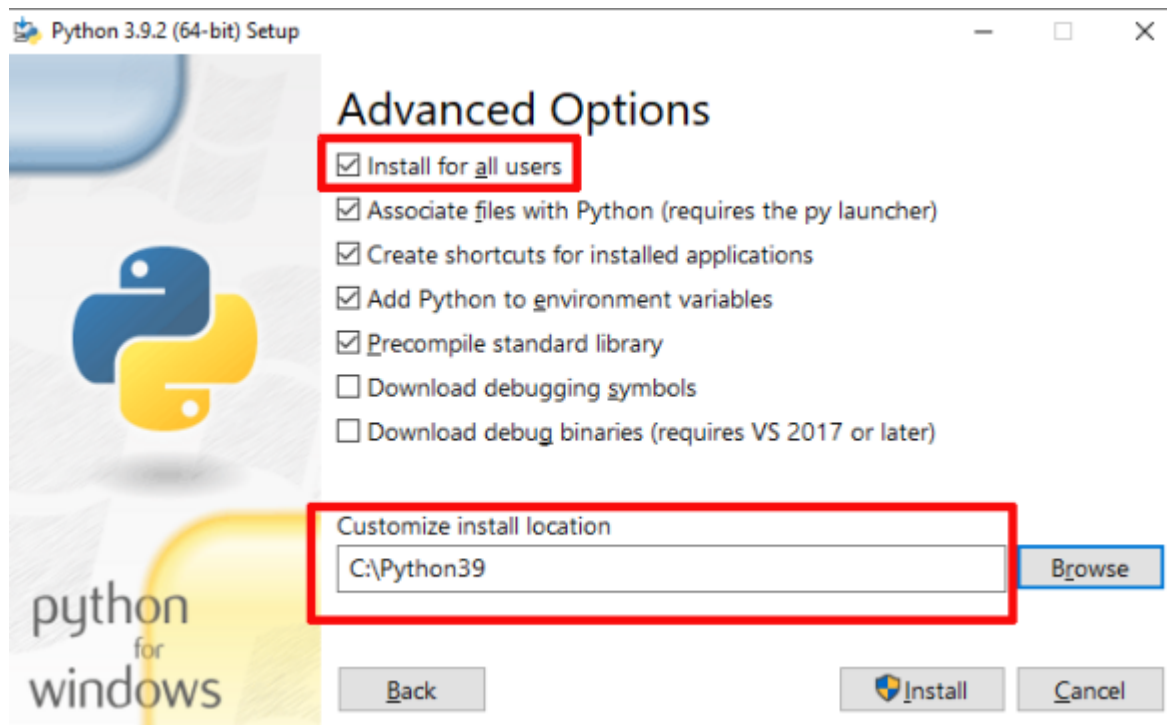 Python 3.9.2 (64-bit) Setup
Advanced Options
Install for all users
Associate files with Python (requires the py launcher)
Create shortcuts for installed applications
Add Python to environment variables
Precompile standard library
Download debugging symbols
Download debug binaries (requires VS 2017 or later)
Customize install location
C:\Python39
Browse
python
for
windows
Back
Install
Cancel